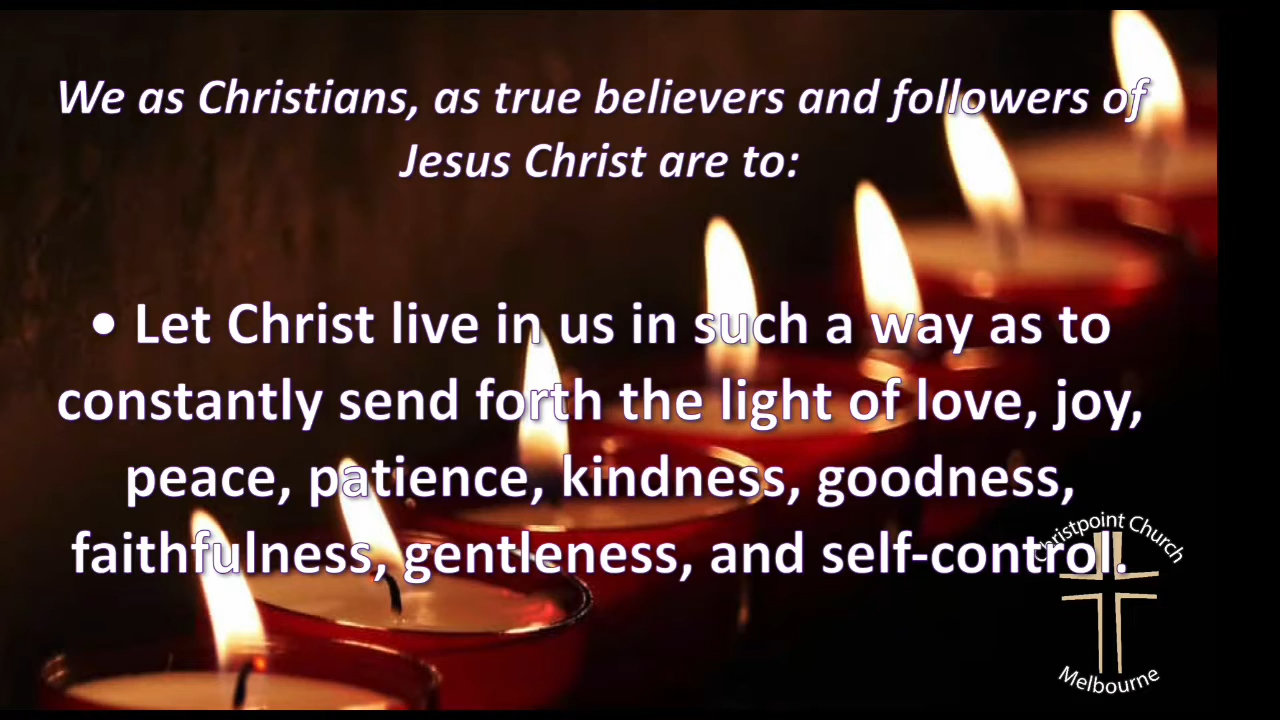 We as Christians, as true believers and followers of
Jesus Christ are to:
• Let Christ live in us in such a way as to
constantly send forth the light of love, joy,
peace, patience, kindness, goodness,
faithfulness, gentleness, and self-control.
Christpoint Church
Melbourne